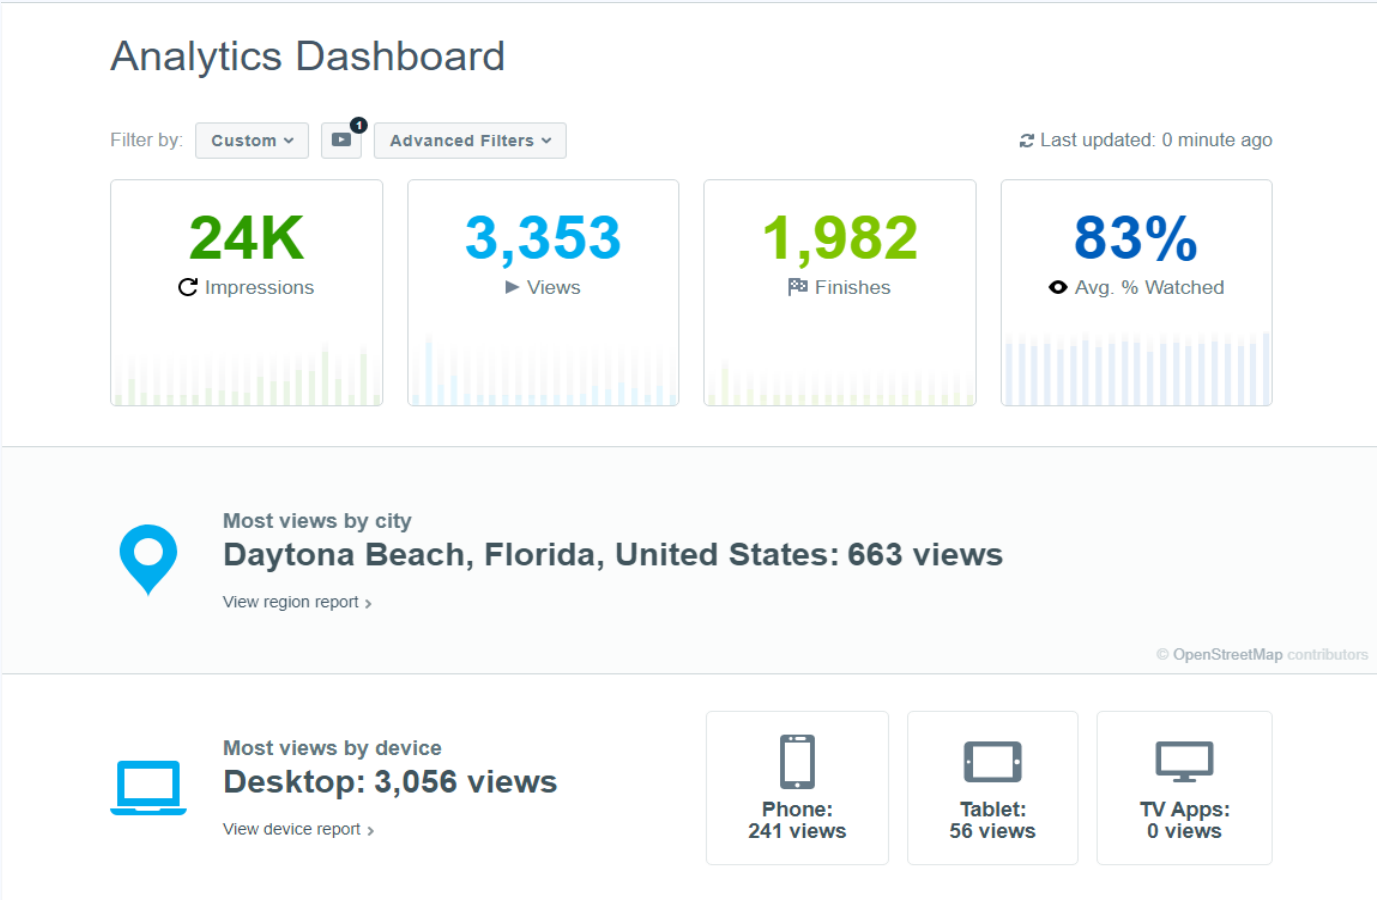 Analytics Dashboard
Filter by: Custom 1 Advanced Filters Last updated: 0 minute ago
24K 3,353 1,982 83%
Impressions Views Finishes Avg. % Watched
Most views by city
Daytona Beach, Florida, United States: 663 views
View region report
© OpenStreetMap contributors
Most views by device
Desktop: 3,056 views
View device report
Phone: Tablet: TV Apps:
241 views 56 views 0 views